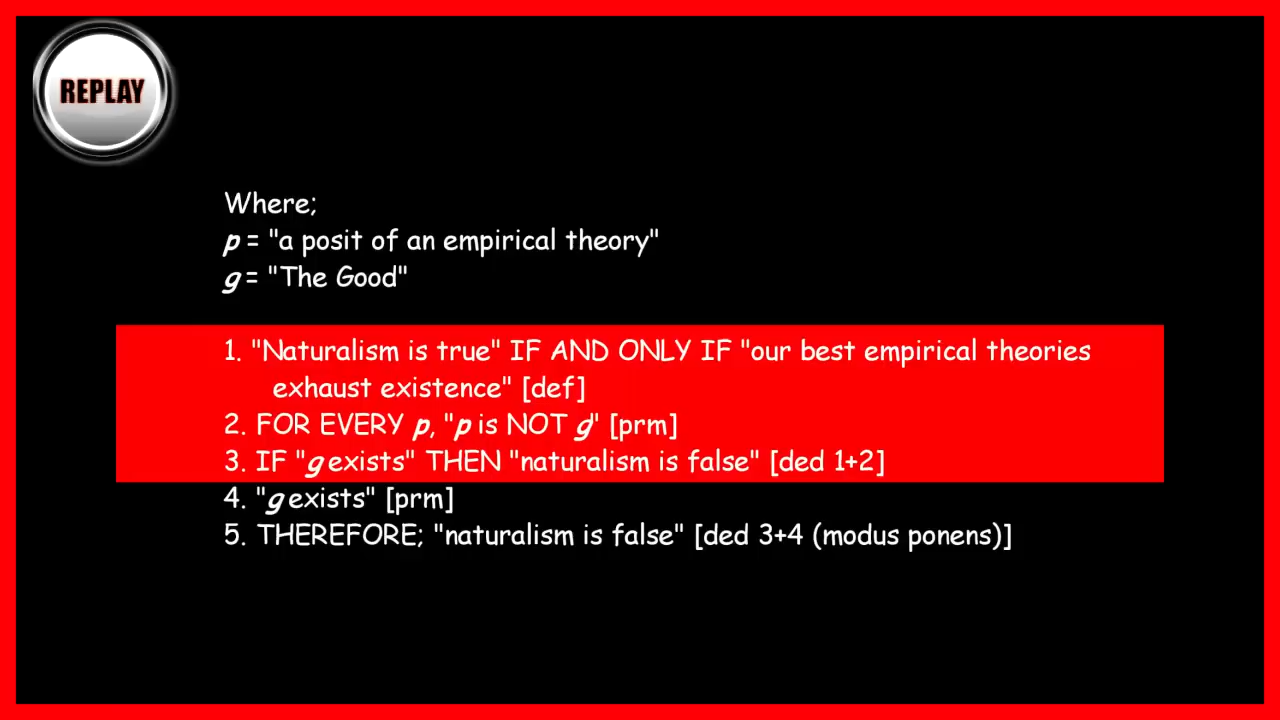 REPLAY
Where;
p = "a posit of an empirical theory"
g = "The Good"
1. "Naturalism is true" IF AND ONLY IF "our best empirical theories
exhaust existence" [def]
2. FOR EVERY p, "p is NOT g' [prm]
3. IF "g exists" THEN "naturalism is false" [ded 1+2]
4. "g exists" [prm]
5. THEREFORE; "naturalism is false" [ded 3+4 (modus ponens)]